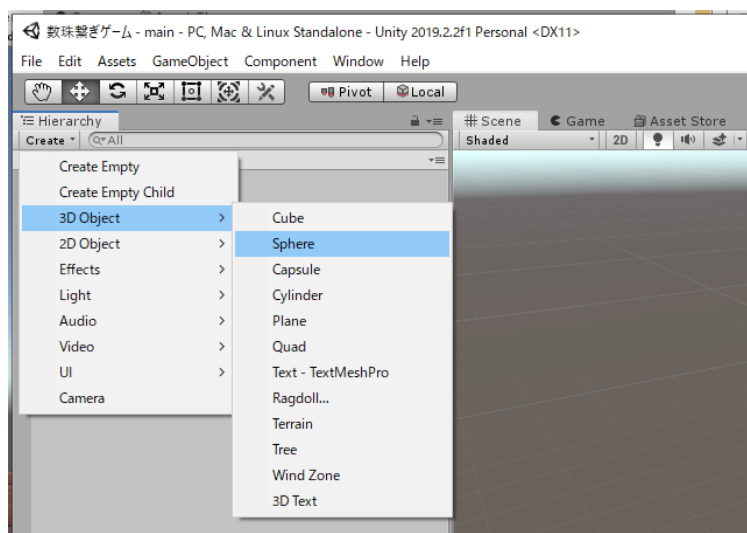 数珠繋ぎゲーム - main - PC, Mac & Linux Standalone - Unity 2019.2.2f1 Personal <DX11>
File Edit Assets GameObject Component Window Help
Pivot Local
Hierarchy # Scene Game Asset Store
Create All Shaded 2D
Create Empty
Create Empty Child
3D Object > Cube
2D Object > Sphere
Effects > Capsule
Light > Cylinder
Audio > Plane
Video > Quad
UI > Text - TextMeshPro
Camera Ragdoll...
Terrain
Tree
Wind Zone
3D Text